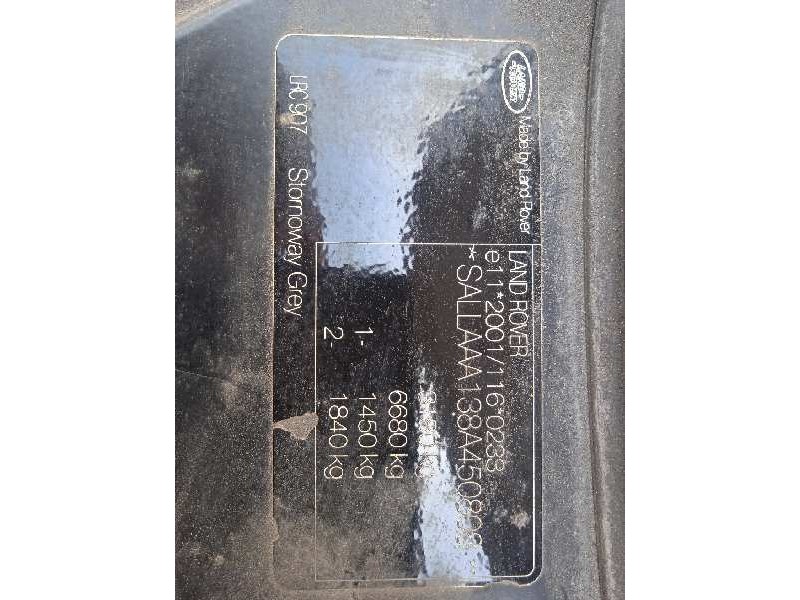 LAND ROVER
Made by Land Rover
LAND ROVER
e11*2001/116*0233
6680 kg
1- 1450 kg
2- 1840 kg
LRC 907 Stornoway Grey